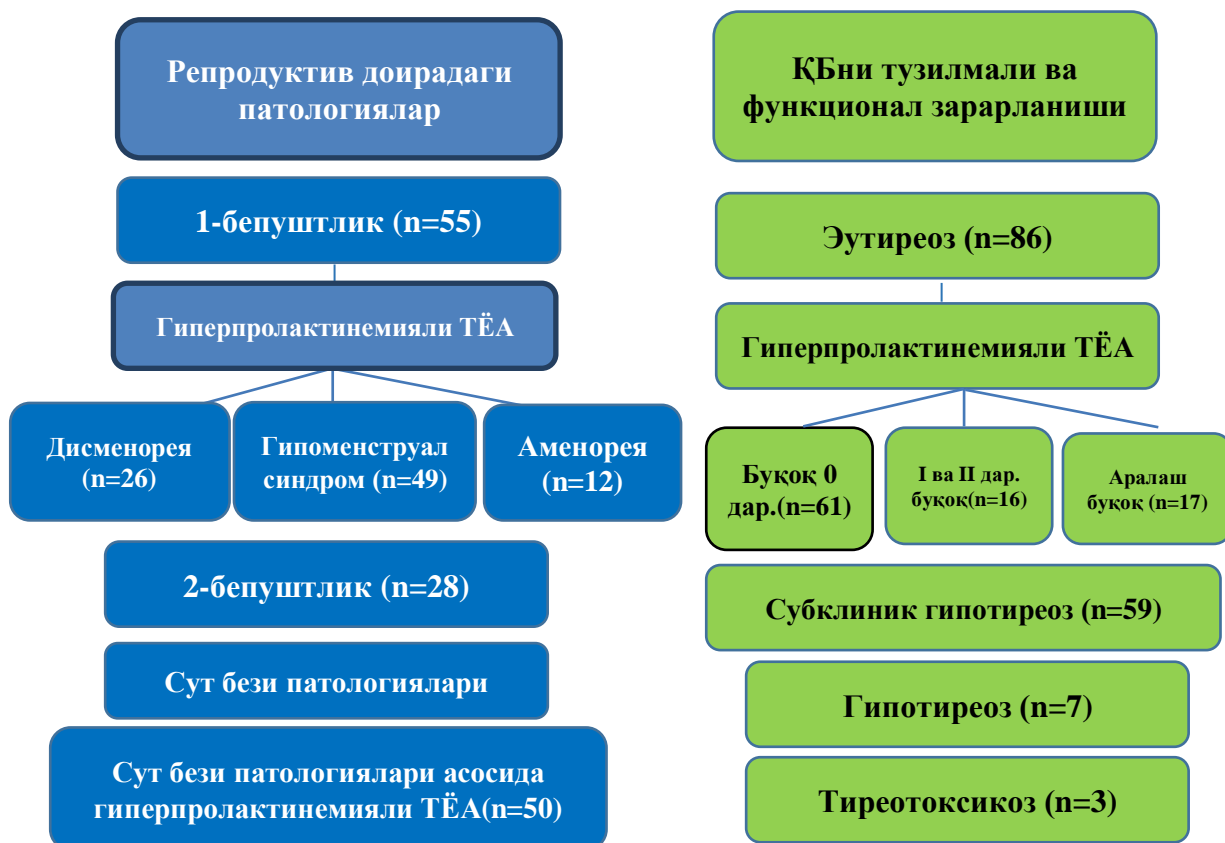 Репродуктив доирадаги
патологиялар
1-бепуштлик (n=55)
Гиперпролактинемияли ТЁА
Дисменорея
(n=26)
Гипоменструал
синдром (n=49)
Аменорея
(n=12)
2-бепуштлик (n=28)
Сут бези патологиялари
Сут бези патологиялари асосида
гиперпролактинемияли ТЁА(n=50)
ҚБни тузилмали ва
функционал зарарланиши
Эутиреоз (n=86)
Гиперпролактинемияли ТЁА
Буқоқ 0
дар.(n=61)
I ва II дар.
буқоқ(n=16)
Аралаш
буқоқ (n=17)
Субклиник гипотиреоз (n=59)
Гипотиреоз (n=7)
Тиреотоксикоз (n=3)